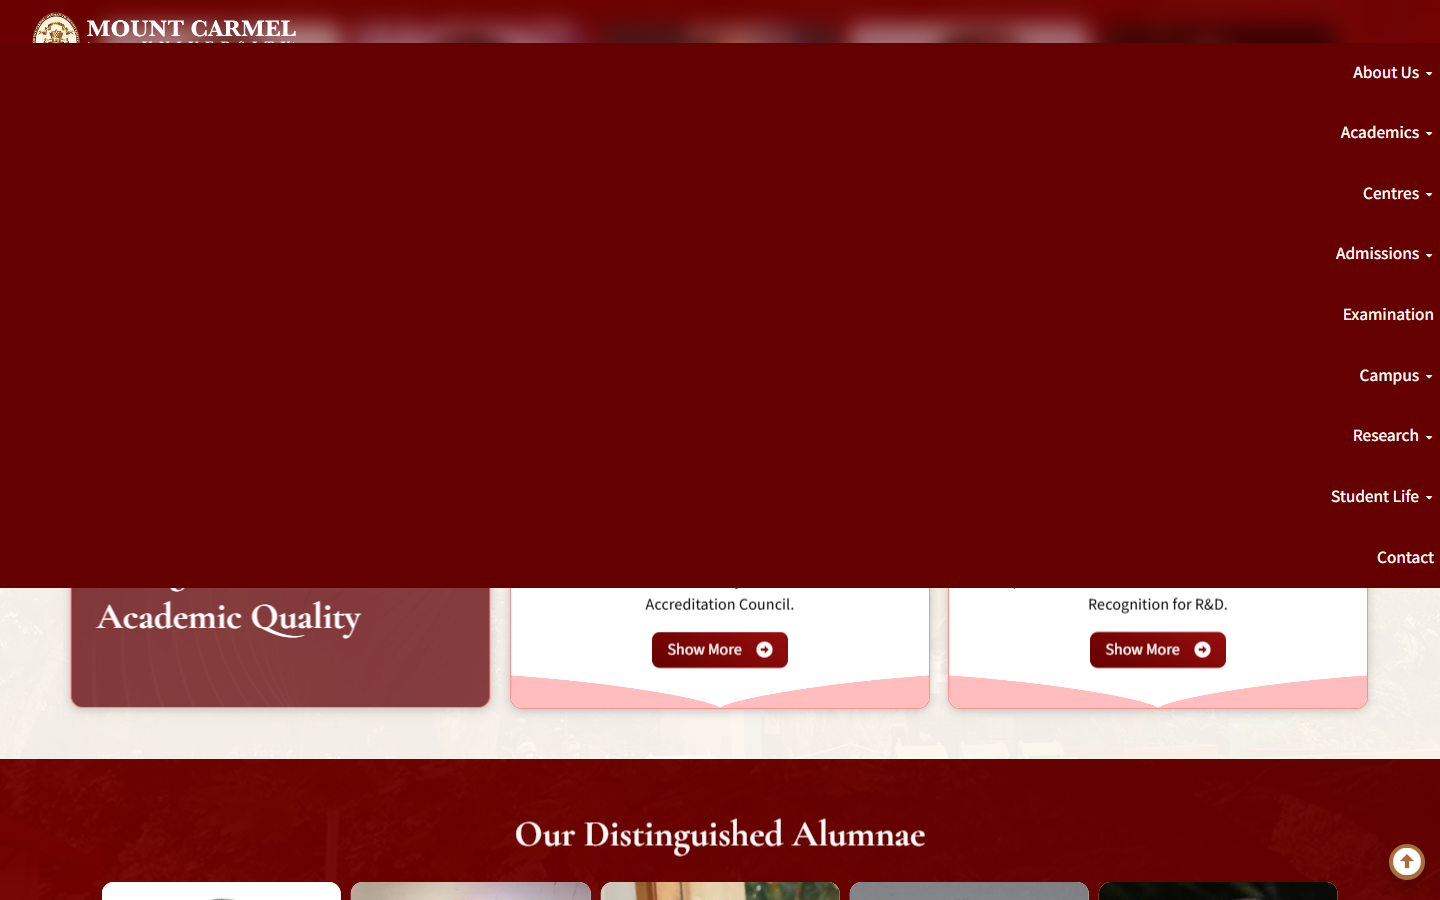 MOUNT CARMEL
About Us
Academics
Centres
Admissions
Examination
Campus
Research
Student Life
Contact
Academic Quality
Accreditation Council.
Show More
Recognition for R&D.
Show More
Our Distinguished Alumnae